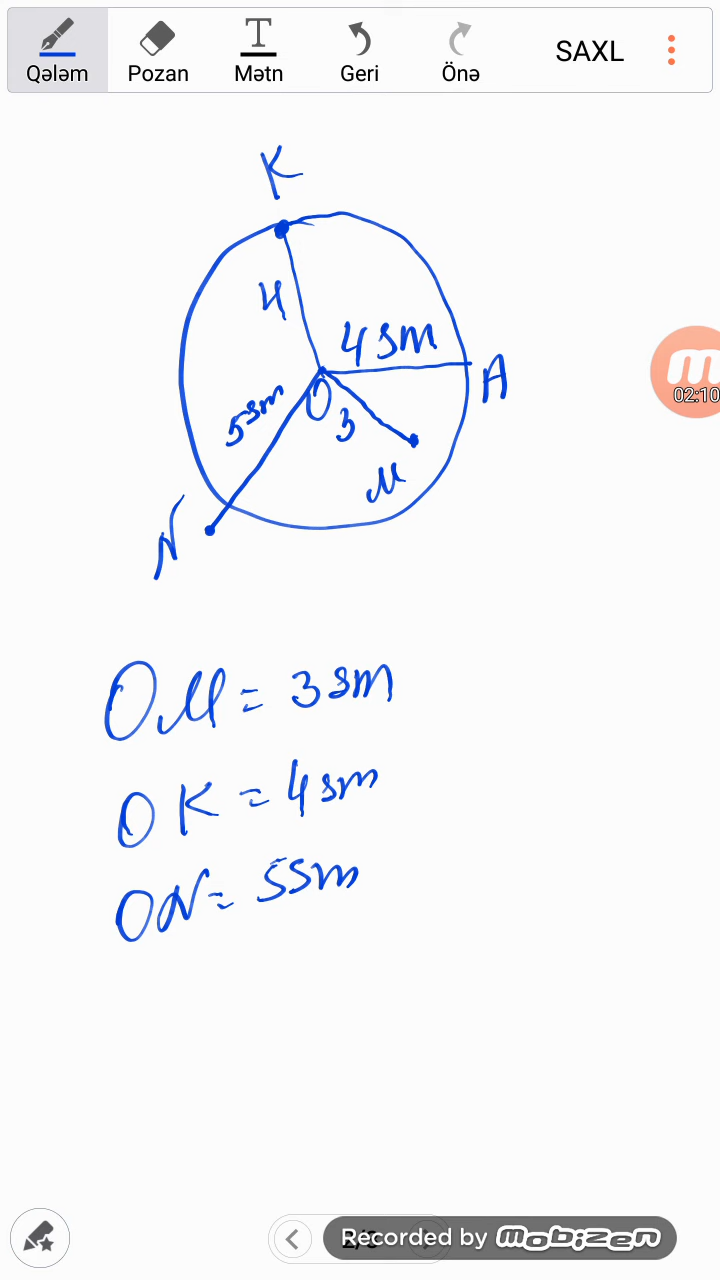 Qələm Pozan Mətn Geri Önə SAXL
K
4
4 sm
A
5 sm
O
3
M
N
02:10
OM = 3 sm
OK = 4 sm
ON = 5 sm
Recorded by mobizen